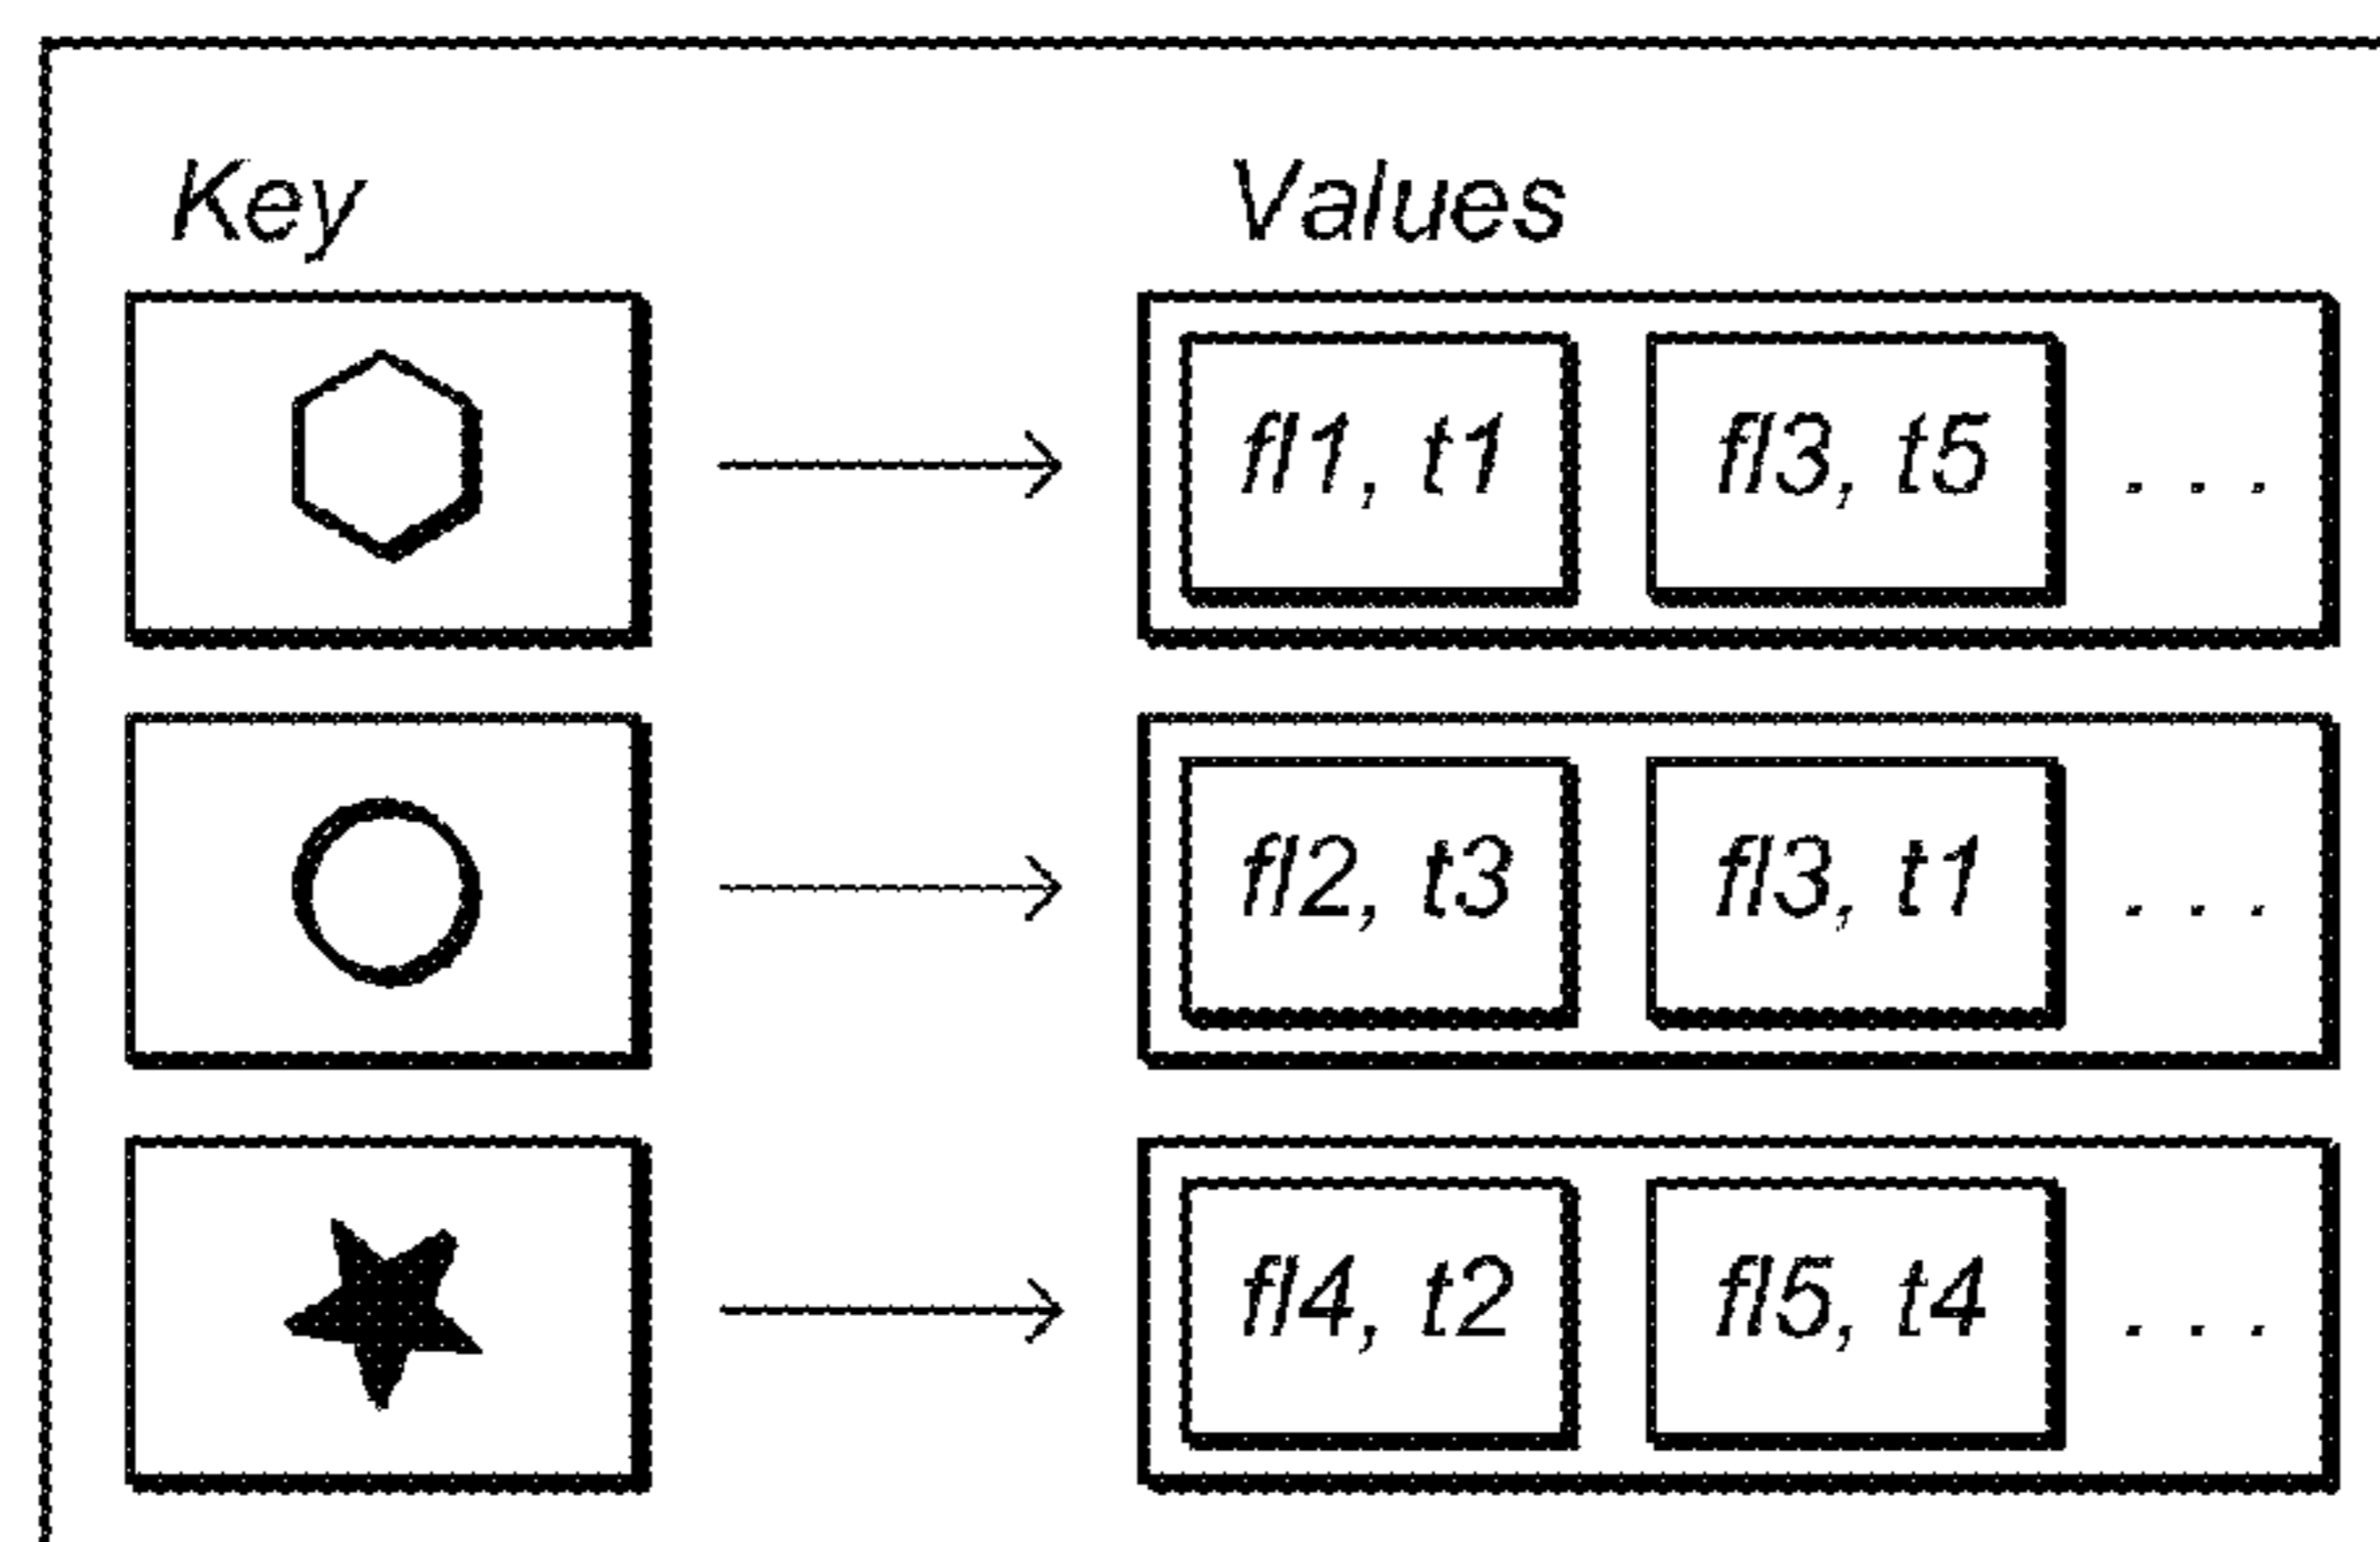 Key Values
fl1, t1 fl3, t5 . . .
fl2, t3 fl3, t1 . . .
fl4, t2 fl5, t4 . . .